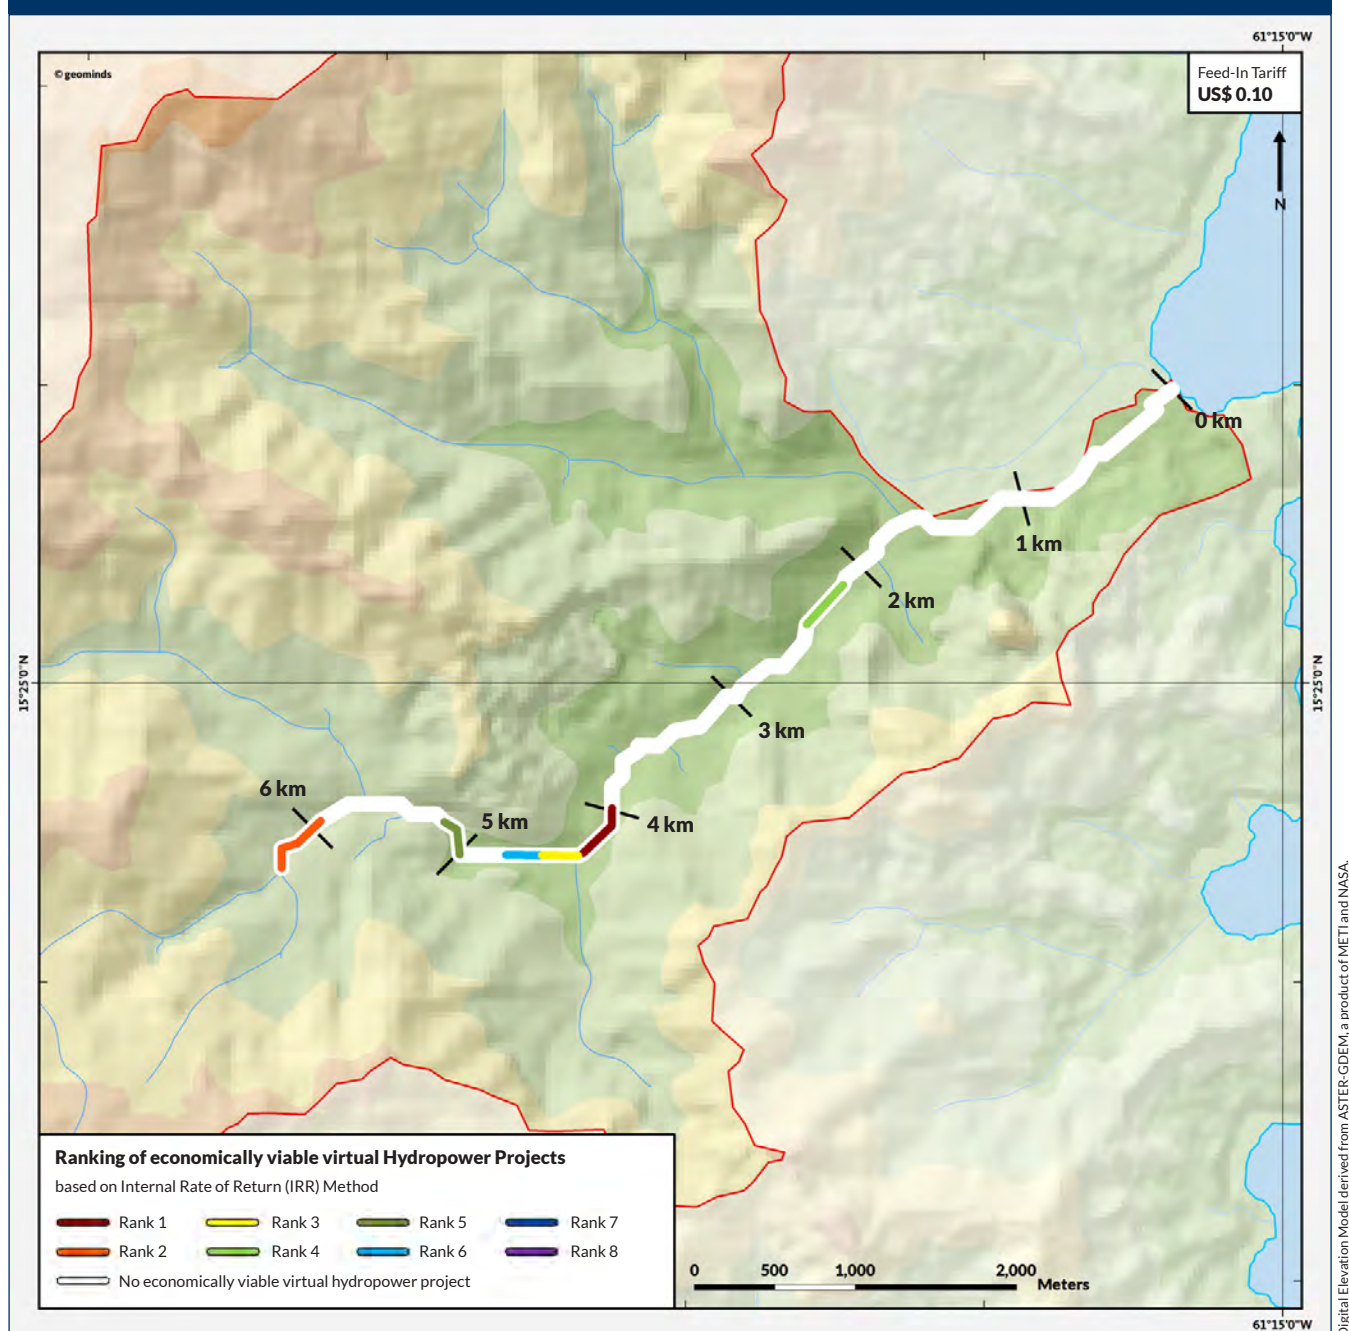 61°15'0"W
©geominds
Feed-In Tariff
US$ 0.10
N
0 km
1 km
2 km
15°25'0"N
15°25'0"N
3 km
6 km
5 km
4 km
Ranking of economically viable virtual Hydropower Projects
based on Internal Rate of Return (IRR) Method
Rank 1 Rank 3 Rank 5 Rank 7
Rank 2 Rank 4 Rank 6 Rank 8
No economically viable virtual hydropower project
0 500 1,000 2,000
Meters
61°15'0"W
Digital Elevation Model derived from ASTER-GDEM, a product of METI and NASA.